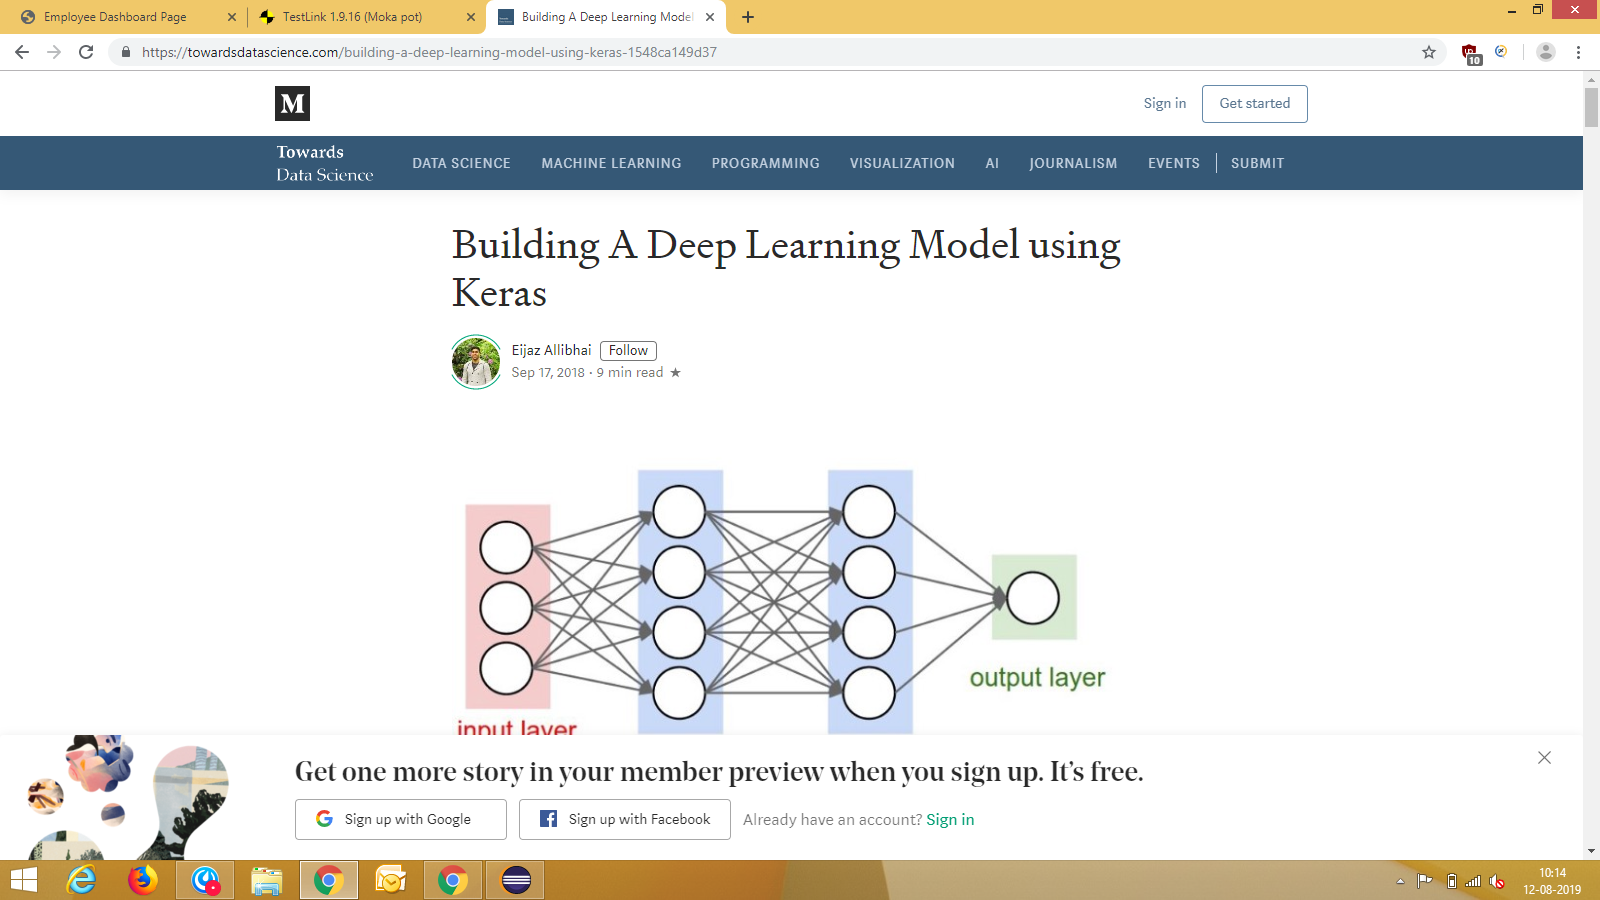 Employee Dashboard Page
TestLink 1.9.16 (Moka pot)
Building A Deep Learning Model
https://towardsdatascience.com/building-a-deep-learning-model-using-keras-1548ca149d37
10
M
Sign in
Get started
Towards
Data Science
DATA SCIENCE
MACHINE LEARNING
PROGRAMMING
VISUALIZATION
AI
JOURNALISM
EVENTS
SUBMIT
Building A Deep Learning Model using
Keras
Eijaz Allibhai
Follow
Sep 17, 2018 · 9 min read ★
output layer
input layer
Get one more story in your member preview when you sign up. It’s free.
Sign up with Google
Sign up with Facebook
Already have an account? Sign in
10:14
12-08-2019